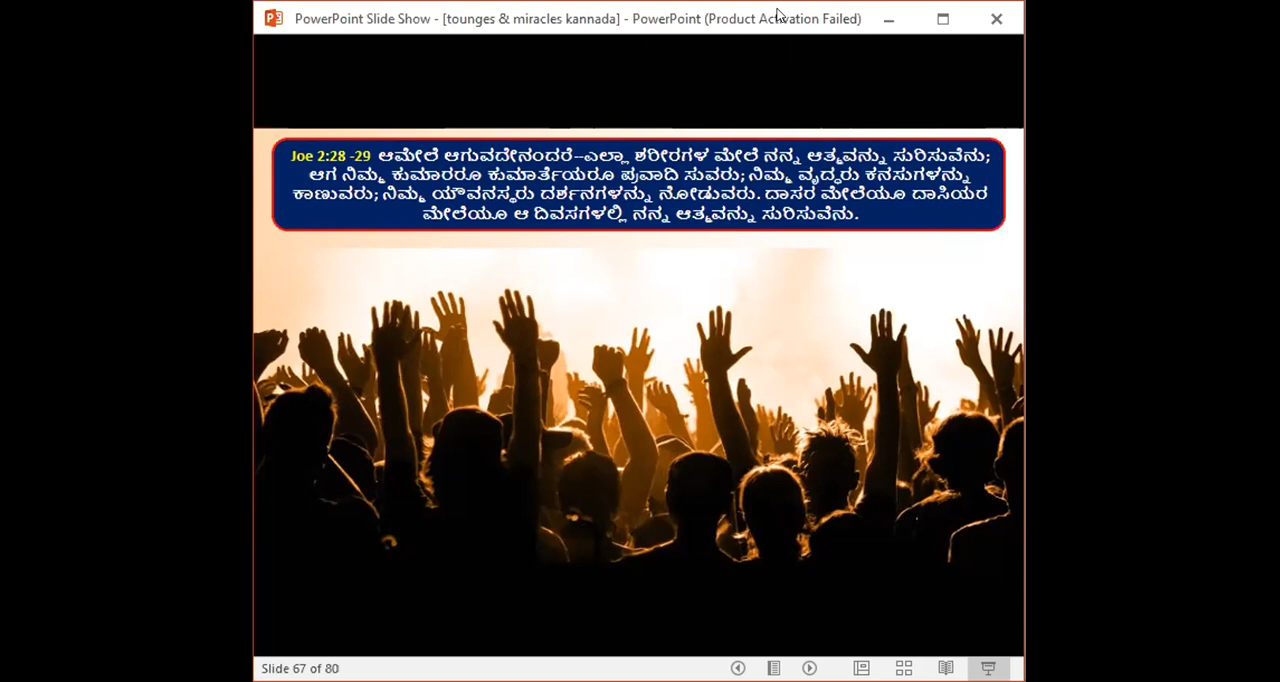 PowerPoint Slide Show - [tounges & miracles kannada] - PowerPoint (Product Activation Failed)
Joe 2:28 -29 ಆಮೇಲೆ ಆಗುವದೇನಂದರೆ--ಎಲ್ಲಾ ಶರೀರಗಳ ಮೇಲೆ ನನ್ನ ಆತ್ಮವನ್ನು ಸುರಿಸುವೆನು;
ಆಗ ನಿಮ್ಮ ಕುಮಾರರೂ ಕುಮಾರ್ತೆಯರೂ ಪ್ರವಾದಿ ಸುವರು; ನಿಮ್ಮ ವೃದ್ಧರು ಕನಸುಗಳನ್ನು
ಕಾಣುವರು; ನಿಮ್ಮ ಯೌವನಸ್ಥರು ದರ್ಶನಗಳನ್ನು ನೋಡುವರು. ದಾಸರ ಮೇಲೆಯೂ ದಾಸಿಯರ
ಮೇಲೆಯೂ ಆ ದಿವಸಗಳಲ್ಲಿ ನನ್ನ ಆತ್ಮವನ್ನು ಸುರಿಸುವೆನು.
Slide 67 of 80